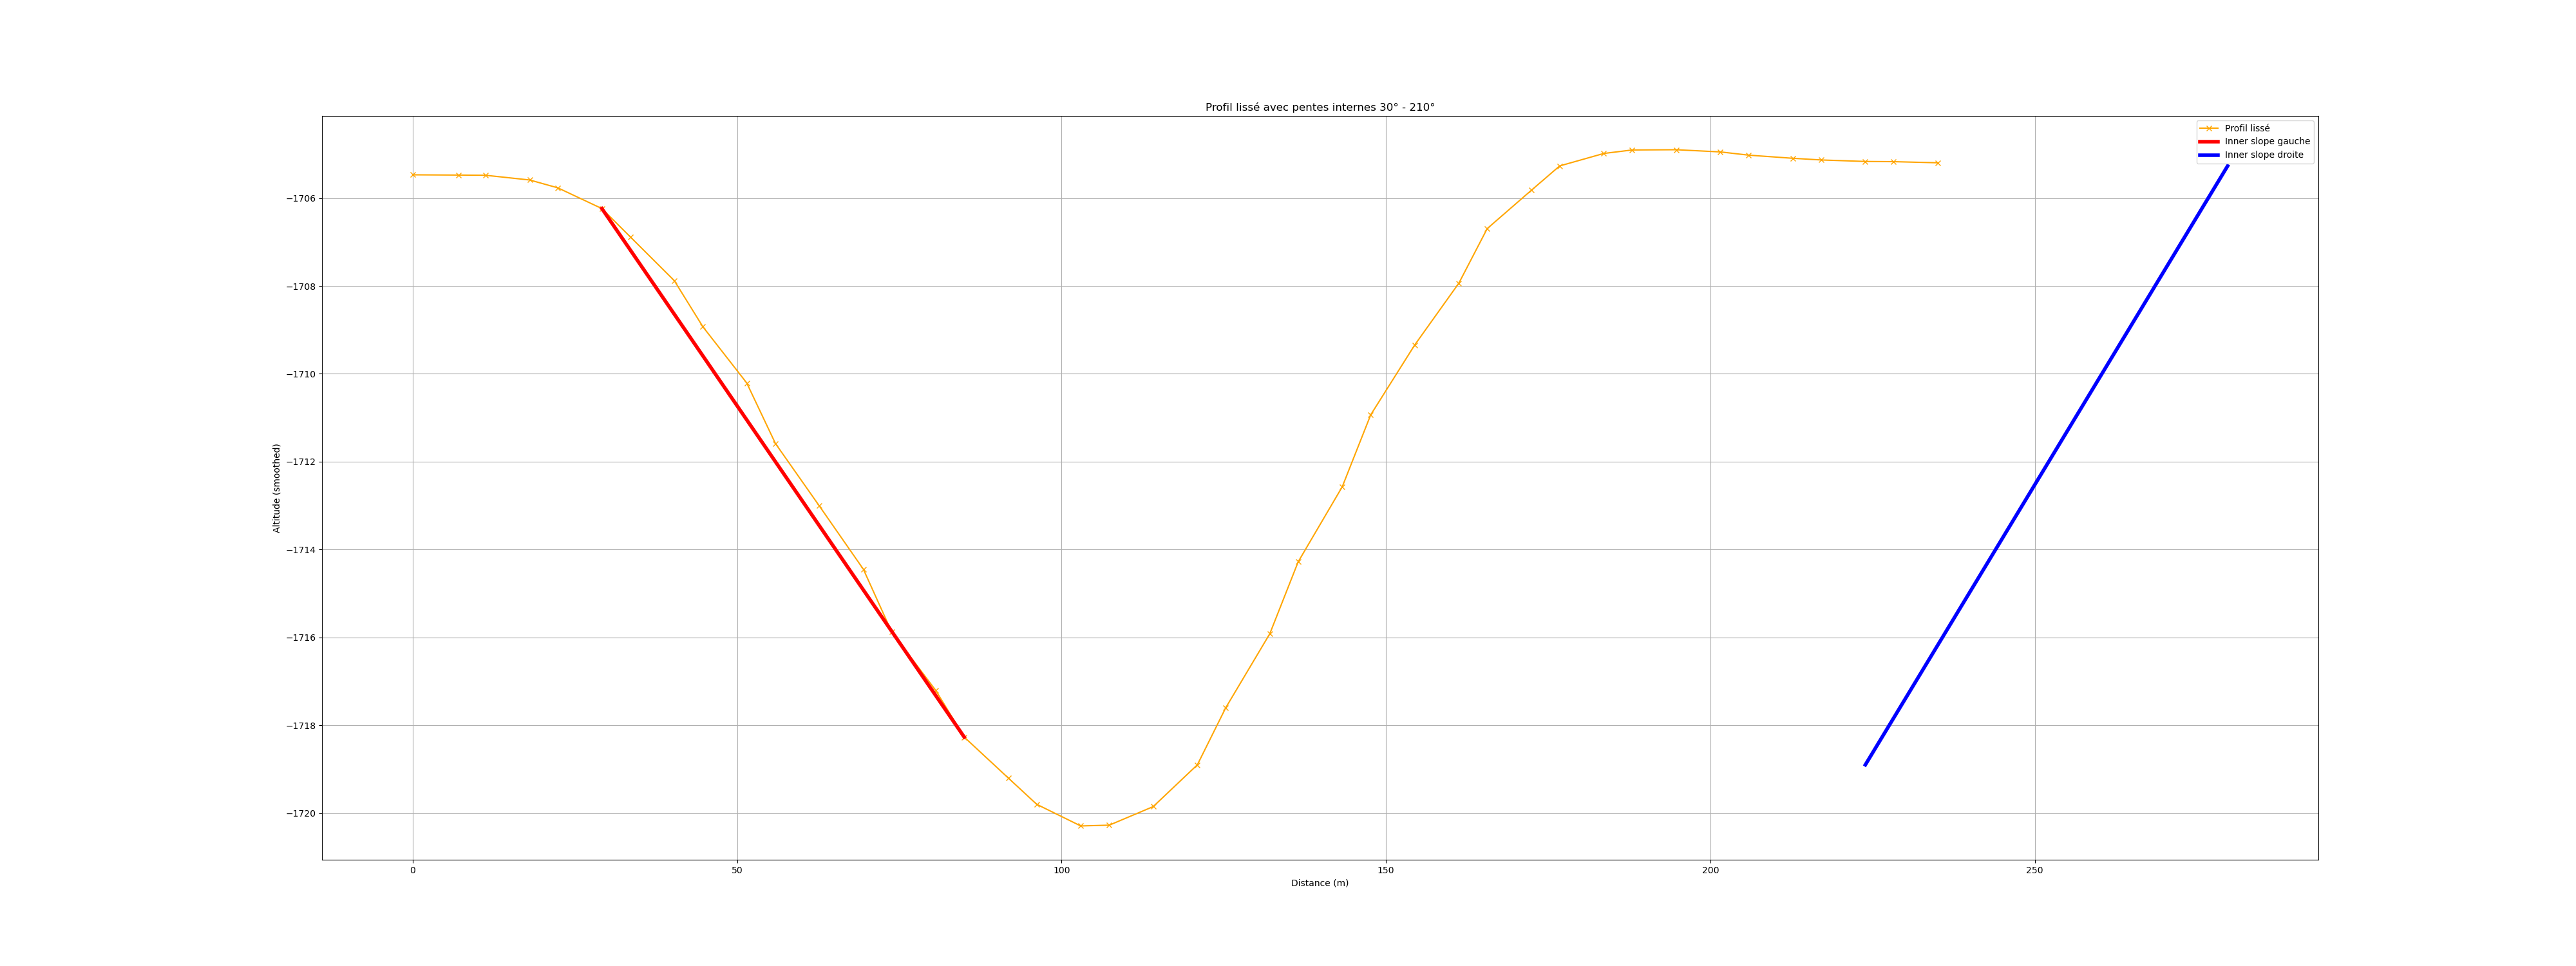 Profil lissé avec pentes internes 30° - 210°
Profil lissé
Inner slope gauche
Inner slope droite
Altitude (smoothed)
−1706
−1708
−1710
−1712
−1714
−1716
−1718
−1720
0 50 100 150 200 250
Distance (m)